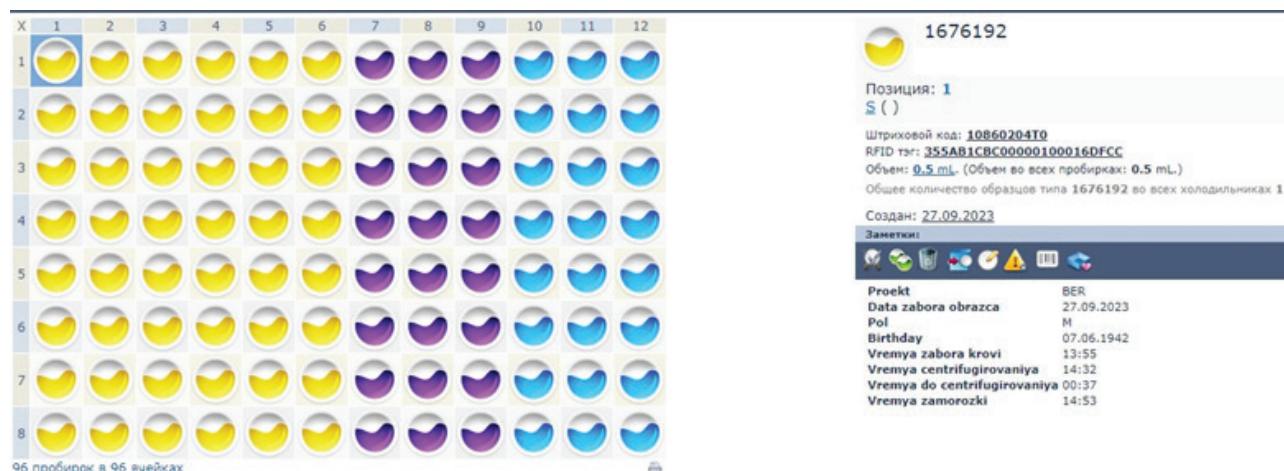 X 1 2 3 4 5 6 7 8 9 10 11 12
1
2
3
4
5
6
7
8
96 пробирок в 96 ячейках
1676192
Позиция: 1
S ( )
Штриховой код: 10860204T0
RFID тэг: 355AB1CBC00000100016DFCC
Объем: 0.5 mL. (Объем во всех пробирках: 0.5 mL.)
Общее количество образцов типа 1676192 во всех холодильниках 1
Создан: 27.09.2023
Заметки:
Proekt BER
Data zabora obrazca 27.09.2023
Pol M
Birthday 07.06.1942
Vremya zabora krovi 13:55
Vremya centrifugirovaniya 14:32
Vremya do centrifugirovaniya 00:37
Vremya zamorozki 14:53